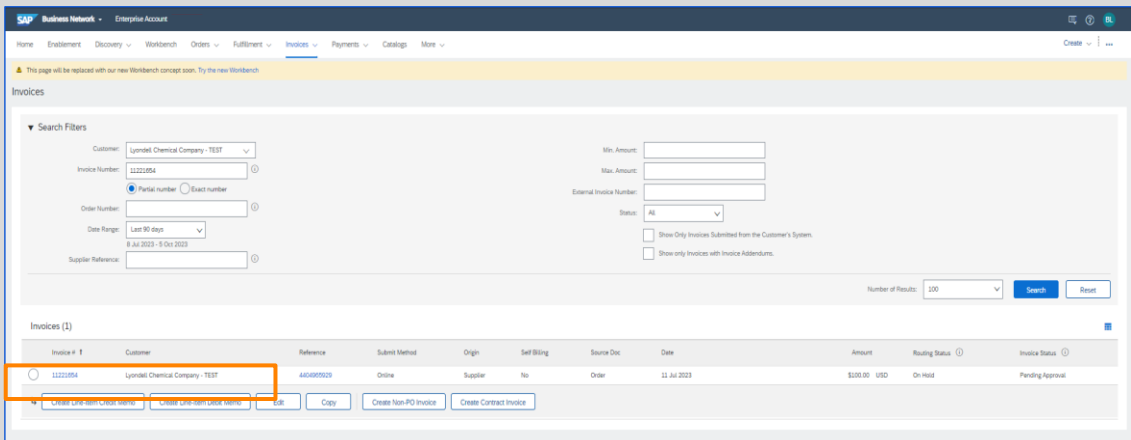 SAP Business Network Enterprise Account BL
Home Enablement Discovery Workbench Orders Fulfillment Invoices Payments Catalogs More Create ...
This page will be replaced with our new Workbench concept soon. Try the new Workbench
Invoices
Search Filters
Customer: Lyondell Chemical Company - TEST Min. Amount:
Invoice Number: 11221654 Max. Amount:
Partial number Exact number External Invoice Number:
Order Number: Status: All
Date Range: Last 90 days Show Only Invoices Submitted from the Customer's System.
8 Jul 2023 - 5 Oct 2023
Supplier Reference: Show only Invoices with Invoice Addendums.
Number of Results: 100 Search Reset
Invoices (1)
Invoice # ↑ Customer Reference Submit Method Origin Self Billing Source Doc Date Amount Routing Status Invoice Status
11221654 Lyondell Chemical Company - TEST 4404965929 Online Supplier No Order 11 Jul 2023 $100.00 USD On Hold Pending Approval
Create Line-Item Credit Memo Create Line-Item Debit Memo Edit Copy Create Non-PO Invoice Create Contract Invoice